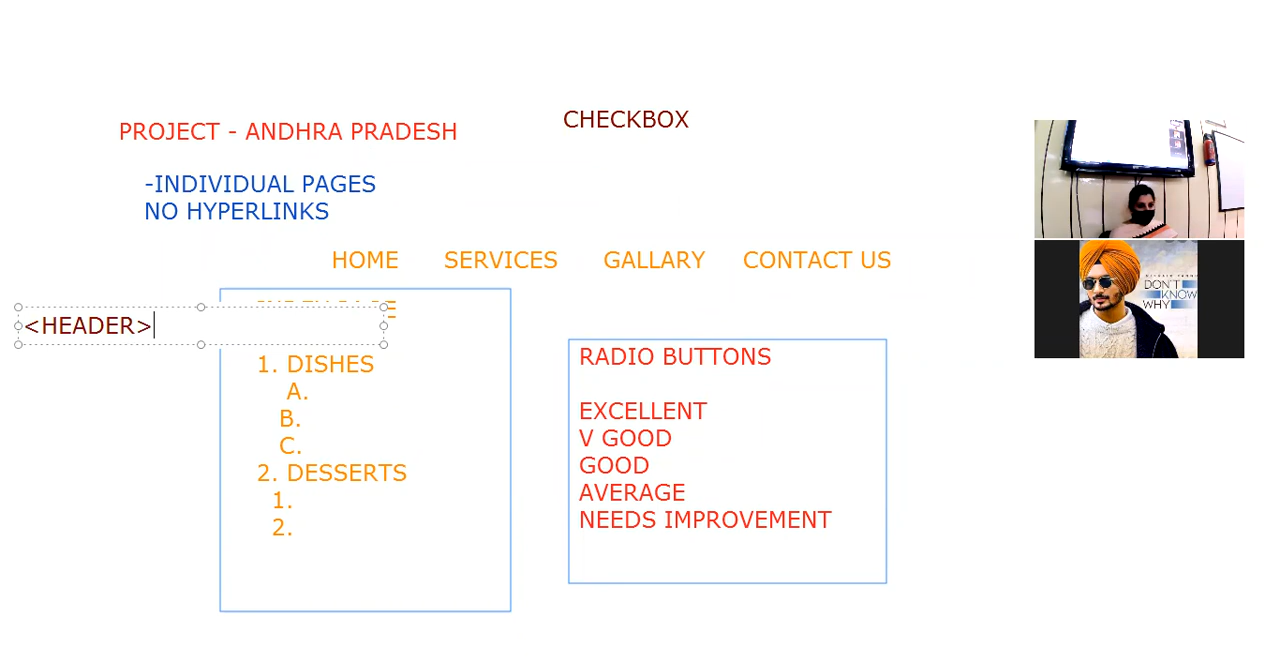 CHECKBOX
PROJECT - ANDHRA PRADESH
-INDIVIDUAL PAGES
NO HYPERLINKS
HOME SERVICES GALLARY CONTACT US
<HEADER>
1. DISHES
A.
B.
C.
2. DESSERTS
1.
2.
RADIO BUTTONS
EXCELLENT
V GOOD
GOOD
AVERAGE
NEEDS IMPROVEMENT
DON'T
KNOW
WHY